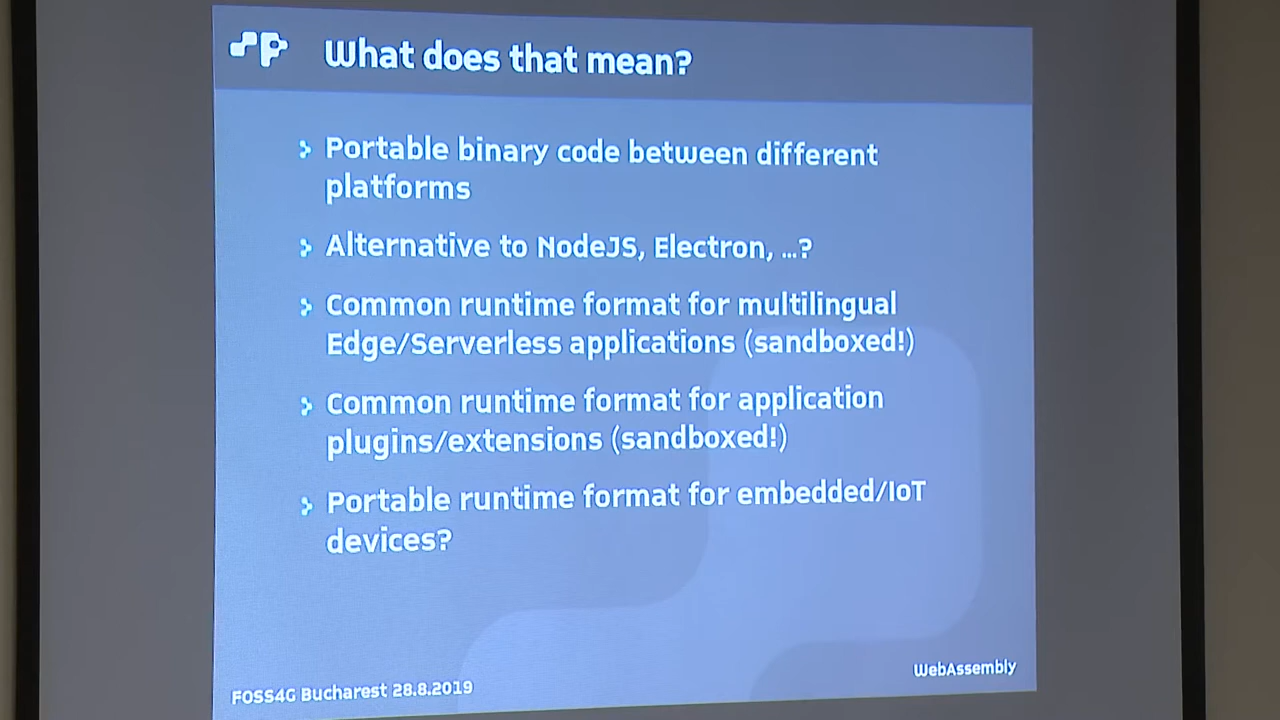 What does that mean?
Portable binary code between different
platforms
Alternative to NodeJS, Electron, ...?
Common runtime format for multilingual
Edge/Serverless applications (sandboxed!)
Common runtime format for application
plugins/extensions (sandboxed!)
Portable runtime format for embedded/IoT
devices?
FOSS4G Bucharest 28.8.2019
WebAssembly